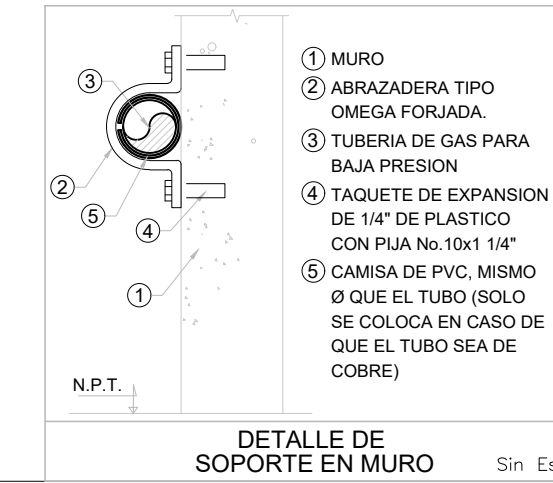 1 MURO
2 ABRAZADERA TIPO
OMEGA FORJADA.
3 TUBERIA DE GAS PARA
BAJA PRESION
4 TAQUETE DE EXPANSION
DE 1/4" DE PLASTICO
CON PIJA No.10x1 1/4"
5 CAMISA DE PVC, MISMO
Ø QUE EL TUBO (SOLO
SE COLOCA EN CASO DE
QUE EL TUBO SEA DE
COBRE)
3
2
5
4
1
N.P.T.
DETALLE DE
SOPORTE EN MURO
Sin Es